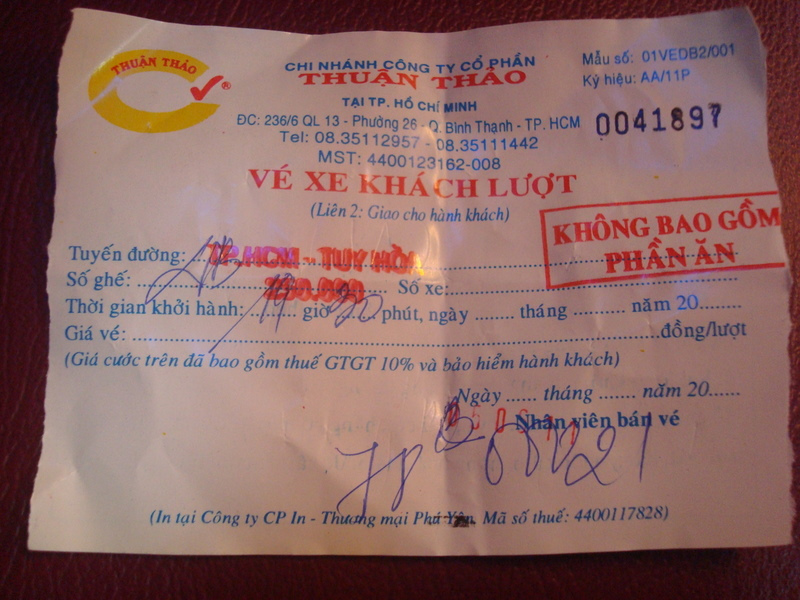 THUẬN THẢO
®
CHI NHÁNH CÔNG TY CỔ PHẦN
THUẬN THẢO
TẠI TP. HỒ CHÍ MINH
ĐC: 236/6 QL 13 - Phường 26 - Q. Bình Thạnh - TP. HCM
Tel: 08.35112957 - 08.35111442
MST: 4400123162-008
Mẫu số: 01VEDB2/001
Ký hiệu: AA/11P
0041897
VÉ XE KHÁCH LƯỢT
(Liên 2: Giao cho hành khách)
KHÔNG BAO GỒM
PHẦN ĂN
Tuyến đường: TP.HCM - TUY HÒA
Số ghế: Số xe:
Thời gian khởi hành: 19 giờ 30 phút, ngày ...... tháng ......... năm 20......
Giá vé: đồng/lượt
(Giá cước trên đã bao gồm thuế GTGT 10% và bảo hiểm hành khách)
Ngày ...... tháng ....... năm 20......
Nhân viên bán vé
(In tại Công ty CP In - Thương mại Phú Yên. Mã số thuế: 4400117828)